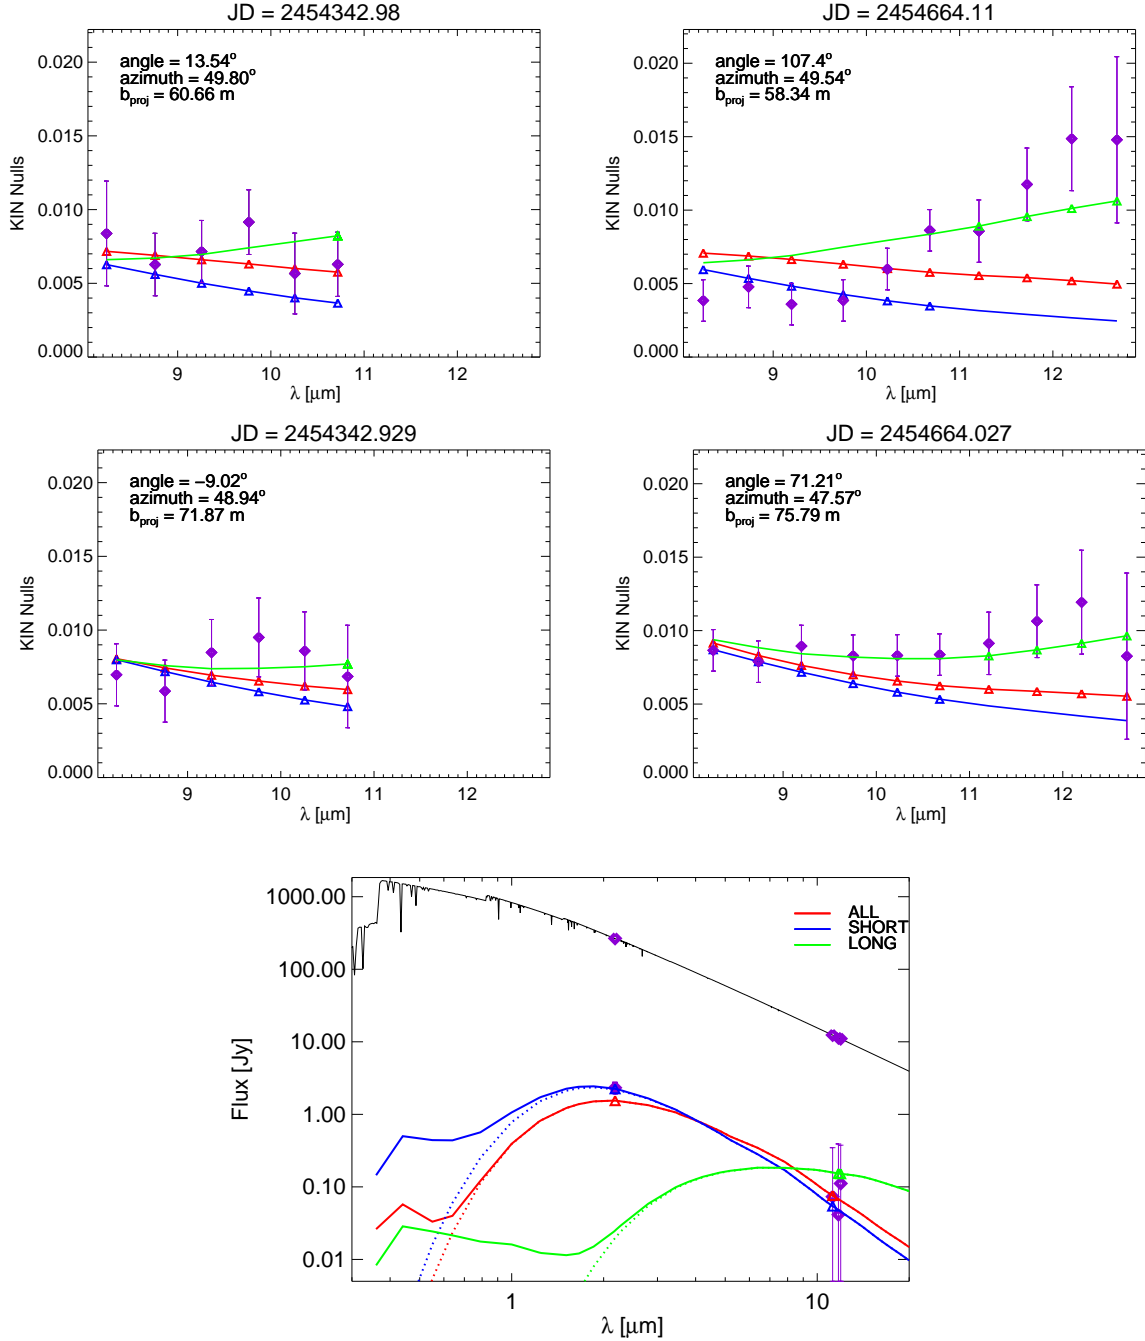 JD = 2454342.98
angle = 13.54°
azimuth = 49.80°
b_proj = 60.66 m
KIN Nulls
0.020
0.015
0.010
0.005
0.000
9 10 11 12
λ [μm]
JD = 2454664.11
angle = 107.4°
azimuth = 49.54°
b_proj = 58.34 m
KIN Nulls
0.020
0.015
0.010
0.005
0.000
9 10 11 12
λ [μm]
JD = 2454342.929
angle = −9.02°
azimuth = 48.94°
b_proj = 71.87 m
KIN Nulls
0.020
0.015
0.010
0.005
0.000
9 10 11 12
λ [μm]
JD = 2454664.027
angle = 71.21°
azimuth = 47.57°
b_proj = 75.79 m
KIN Nulls
0.020
0.015
0.010
0.005
0.000
9 10 11 12
λ [μm]
ALL
SHORT
LONG
Flux [Jy]
1000.00
100.00
10.00
1.00
0.10
0.01
1 10
λ [μm]